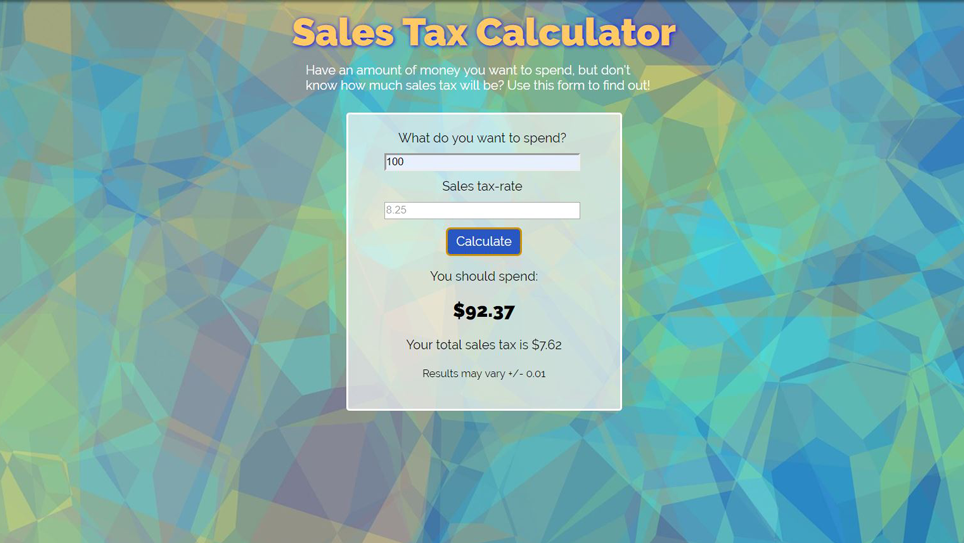 Sales Tax Calculator
Have an amount of money you want to spend, but don't
know how much sales tax will be? Use this form to find out!
What do you want to spend?
100
Sales tax-rate
8.25
Calculate
You should spend:
$92.37
Your total sales tax is $7.62
Results may vary +/- 0.01